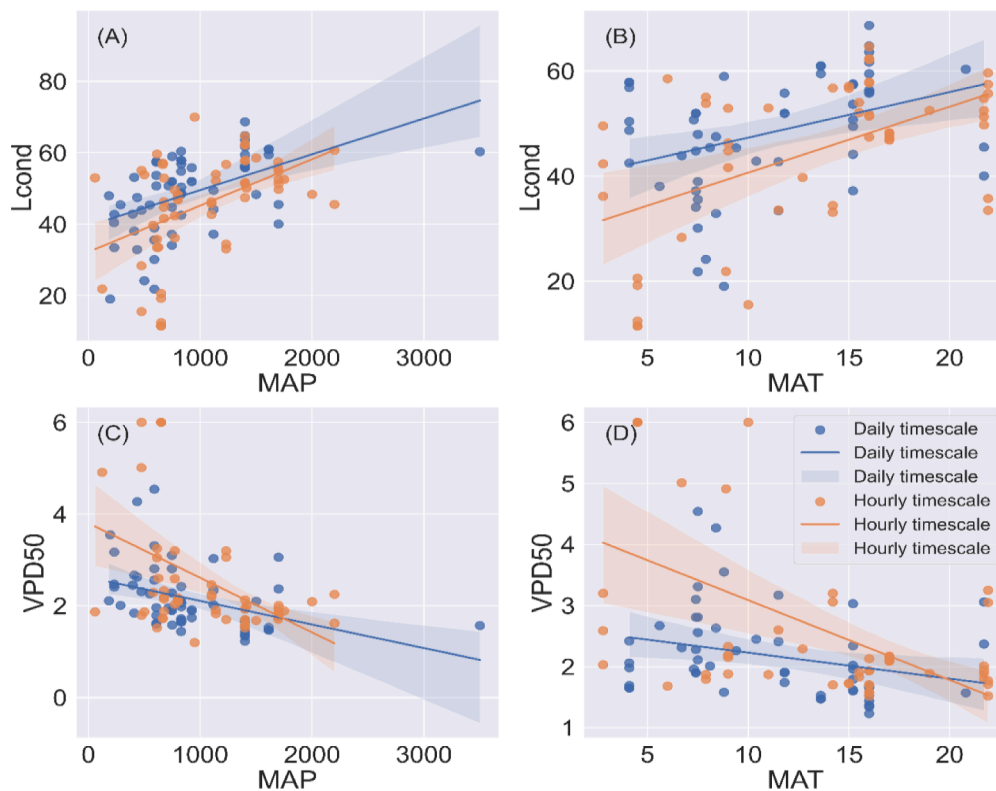 (A)
80
60
40
20
Lcond
0 1000 2000 3000
MAP
(B)
60
40
20
Lcond
5 10 15 20
MAT
(C)
6
4
2
0
VPD50
0 1000 2000 3000
MAP
(D)
6
5
4
3
2
1
VPD50
Daily timescale
Daily timescale
Daily timescale
Hourly timescale
Hourly timescale
Hourly timescale
5 10 15 20
MAT